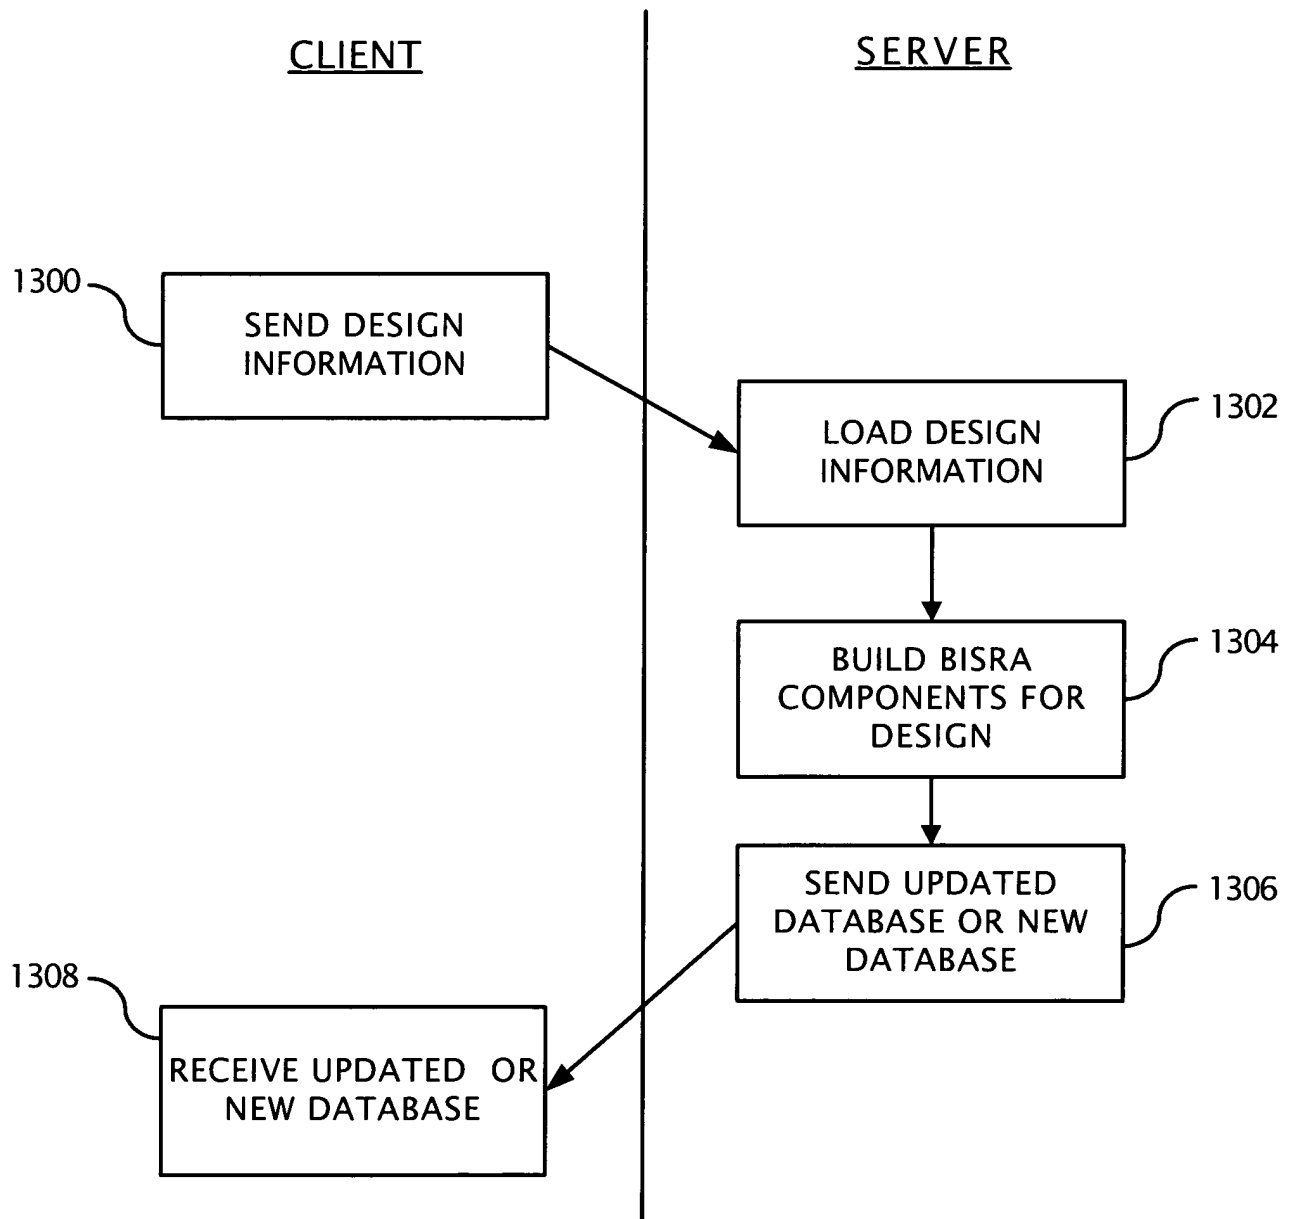 CLIENT
SERVER
1300
SEND DESIGN
INFORMATION
1302
LOAD DESIGN
INFORMATION
1304
BUILD BISRA
COMPONENTS FOR
DESIGN
1306
SEND UPDATED
DATABASE OR NEW
DATABASE
1308
RECEIVE UPDATED OR
NEW DATABASE